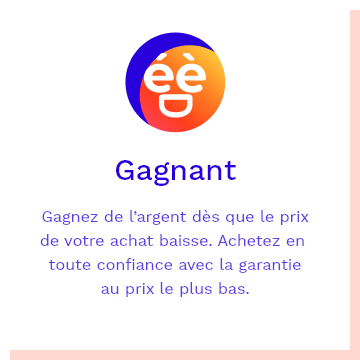 éè
Gagnant
Gagnez de l’argent dès que le prix
de votre achat baisse. Achetez en
toute confiance avec la garantie
au prix le plus bas.